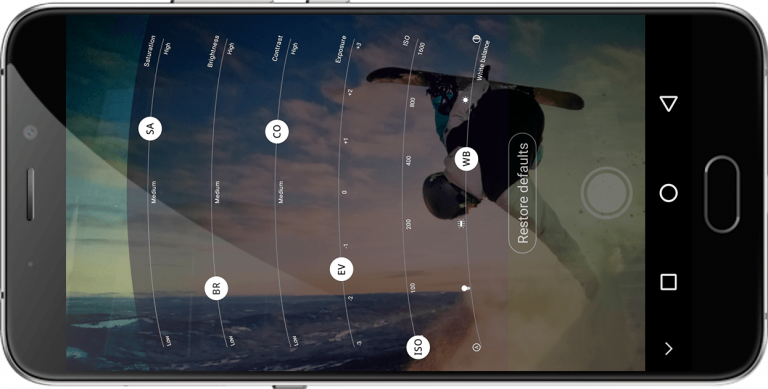 Saturation
High
SA
Medium
Low
Brightness
High
Medium
BR
Low
Contrast
High
CO
Medium
Low
Exposure
+3
+2
+1
0
-1
EV
-2
-3
ISO
1600
800
400
200
100
ISO
White balance
WB
A
Restore defaults